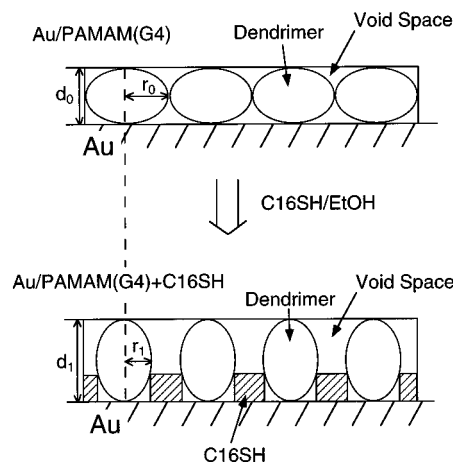 Au/PAMAM(G4)
Dendrimer
Void Space
d0
r0
Au
C16SH/EtOH
Au/PAMAM(G4)+C16SH
Dendrimer
Void Space
d1
r1
Au
C16SH